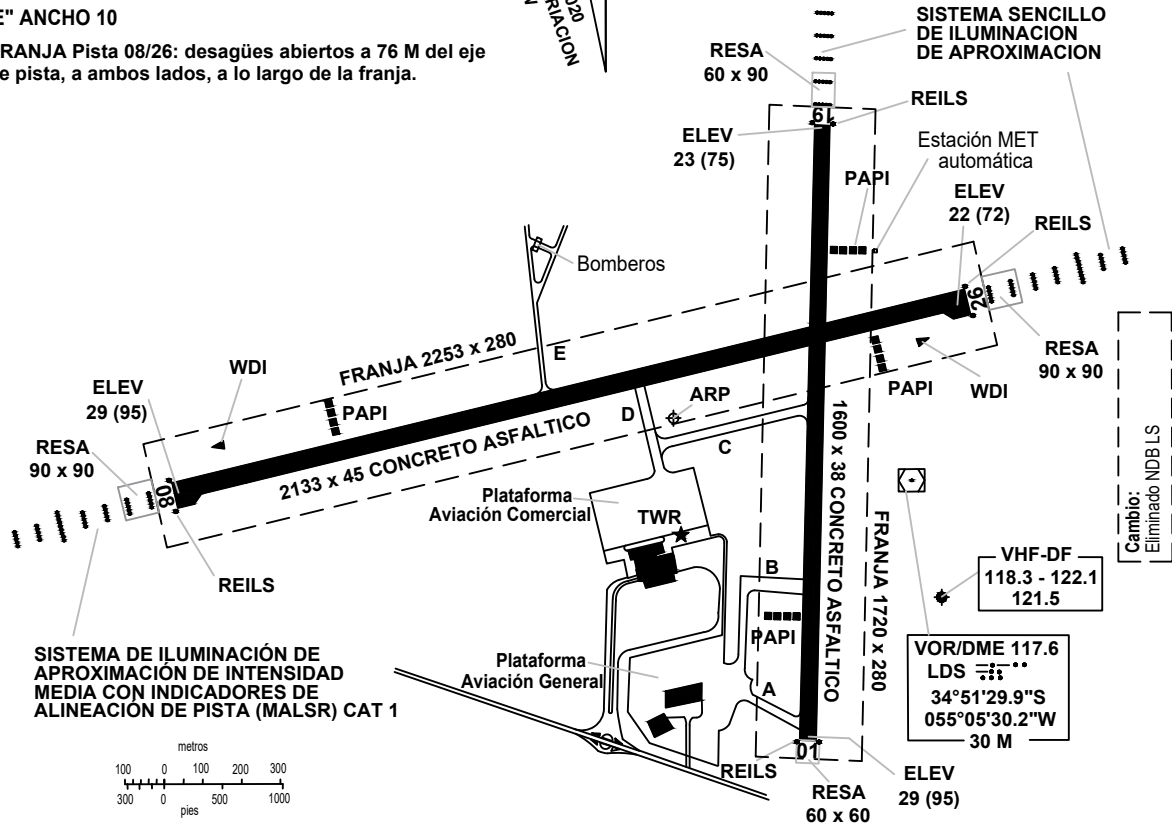 E" ANCHO 10
RANJA Pista 08/26: desagües abiertos a 76 M del eje
e pista, a ambos lados, a lo largo de la franja.
020
RIACION
SISTEMA SENCILLO
DE ILUMINACION
DE APROXIMACION
RESA
60 x 90
REILS
19
ELEV
23 (75)
Estación MET
automática
PAPI
ELEV
22 (72)
REILS
Bomberos
26
RESA
90 x 90
WDI
PAPI
E
FRANJA 2253 x 280
WDI
ELEV
29 (95)
PAPI
ARP
D
C
RESA
90 x 90
08
2133 x 45 CONCRETO ASFALTICO
1600 x 38 CONCRETO ASFALTICO
FRANJA 1720 x 280
Cambio:
Eliminado NDB LS
Plataforma
Aviación Comercial
TWR
REILS
B
VHF-DF
118.3 - 122.1
121.5
PAPI
VOR/DME 117.6
LDS
34°51'29.9"S
055°05'30.2"W
30 M
SISTEMA DE ILUMINACIÓN DE
APROXIMACIÓN DE INTENSIDAD
MEDIA CON INDICADORES DE
ALINEACIÓN DE PISTA (MALSR) CAT 1
Plataforma
Aviación General
A
01
REILS
ELEV
29 (95)
RESA
60 x 60
metros
100 0 100 200 300
300 0 500 1000
pies